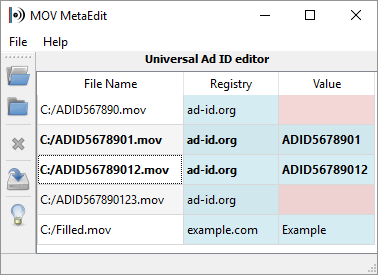 MOV MetaEdit
File Help
Universal Ad ID editor
File Name Registry Value
C:/ADID567890.mov ad-id.org
C:/ADID5678901.mov ad-id.org ADID5678901
C:/ADID56789012.mov ad-id.org ADID56789012
C:/ADID567890123.mov ad-id.org
C:/Filled.mov example.com Example